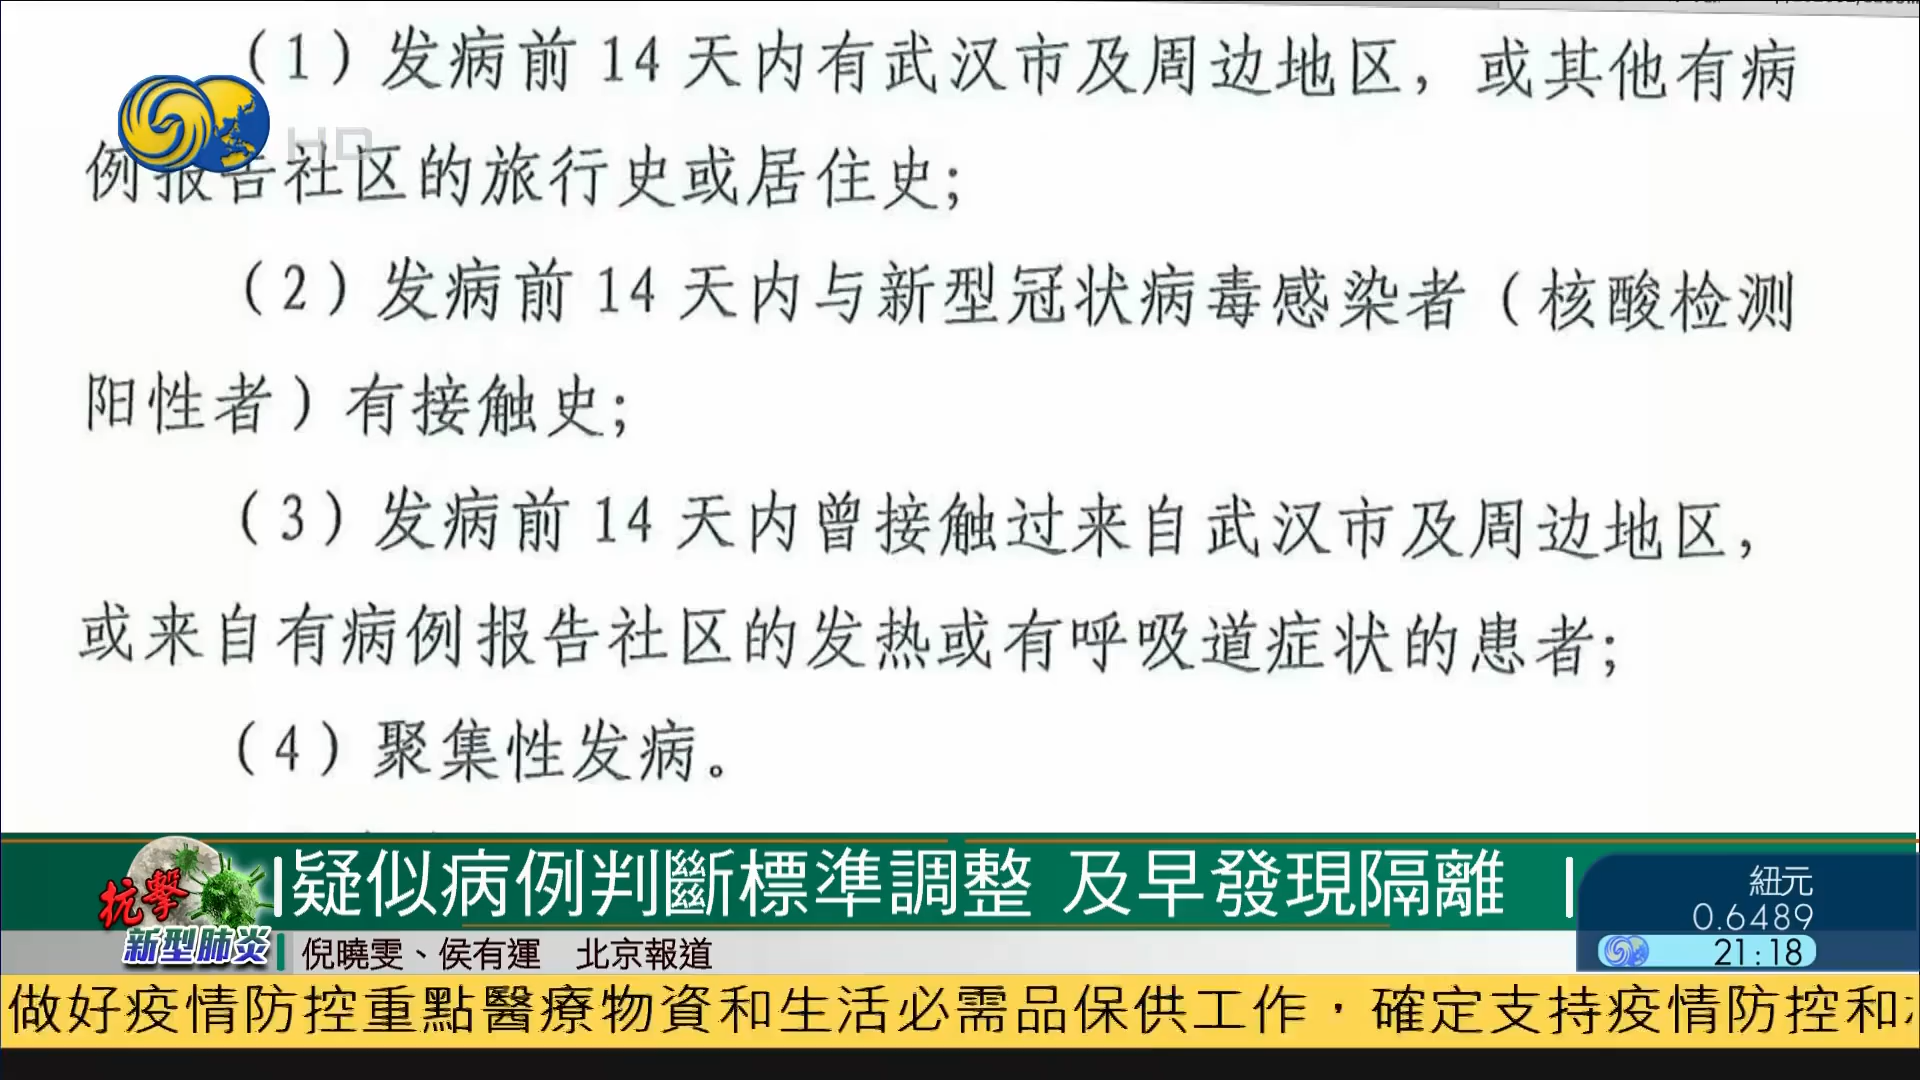 （1）发病前 14 天内有武汉市及周边地区，或其他有病
HD
例报告社区的旅行史或居住史；
（2）发病前 14 天内与新型冠状病毒感染者（核酸检测
阳性者）有接触史；
（3）发病前 14 天内曾接触过来自武汉市及周边地区，
或来自有病例报告社区的发热或有呼吸道症状的患者；
（4）聚集性发病。
抗擊
新型肺炎
疑似病例判斷標準調整 及早發現隔離
倪曉雯、侯有運 北京報道
紐元
0.6489
21:18
做好疫情防控重點醫療物資和生活必需品保供工作，確定支持疫情防控和